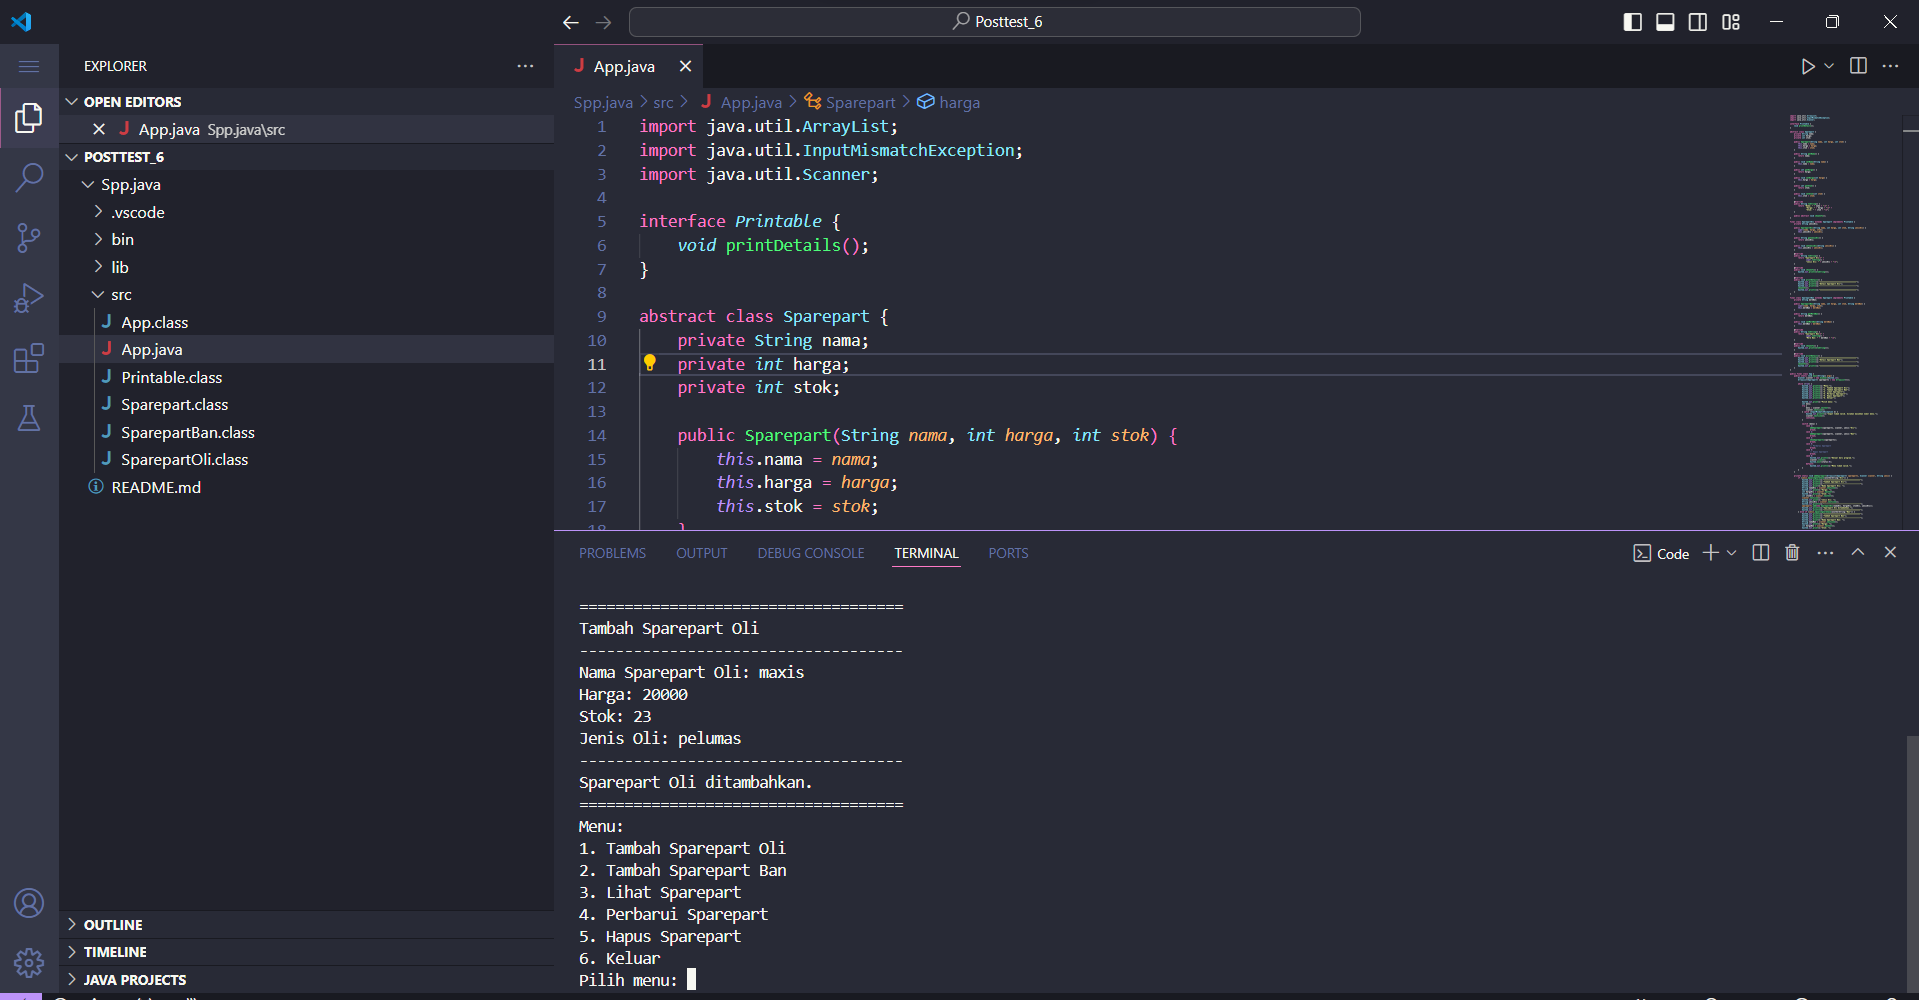 Posttest_6
EXPLORER
OPEN EDITORS
App.java Spp.java\src
POSTTEST_6
Spp.java
.vscode
bin
lib
src
App.class
App.java
Printable.class
Sparepart.class
SparepartBan.class
SparepartOli.class
README.md
OUTLINE
TIMELINE
JAVA PROJECTS
App.java
Spp.java > src > App.java > Sparepart > harga
1 import java.util.ArrayList;
2 import java.util.InputMismatchException;
3 import java.util.Scanner;
4
5 interface Printable {
6 void printDetails();
7 }
8
9 abstract class Sparepart {
10 private String nama;
11 private int harga;
12 private int stok;
13
14 public Sparepart(String nama, int harga, int stok) {
15 this.nama = nama;
16 this.harga = harga;
17 this.stok = stok;
18 }
PROBLEMS OUTPUT DEBUG CONSOLE TERMINAL PORTS
Code
====================================
Tambah Sparepart Oli
------------------------------------
Nama Sparepart Oli: maxis
Harga: 20000
Stok: 23
Jenis Oli: pelumas
------------------------------------
Sparepart Oli ditambahkan.
====================================
Menu:
1. Tambah Sparepart Oli
2. Tambah Sparepart Ban
3. Lihat Sparepart
4. Perbarui Sparepart
5. Hapus Sparepart
6. Keluar
Pilih menu: